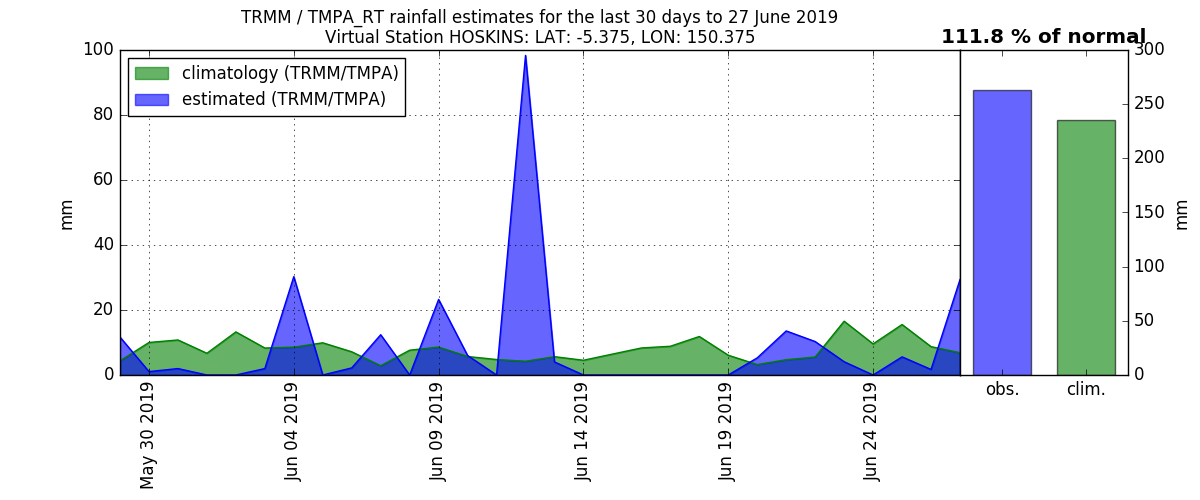 TRMM / TMPA_RT rainfall estimates for the last 30 days to 27 June 2019
Virtual Station HOSKINS: LAT: -5.375, LON: 150.375
111.8 % of normal
climatology (TRMM/TMPA)
estimated (TRMM/TMPA)
100
80
60
40
20
0
mm
May 30 2019
Jun 04 2019
Jun 09 2019
Jun 14 2019
Jun 19 2019
Jun 24 2019
300
250
200
150
100
50
0
mm
obs.
clim.